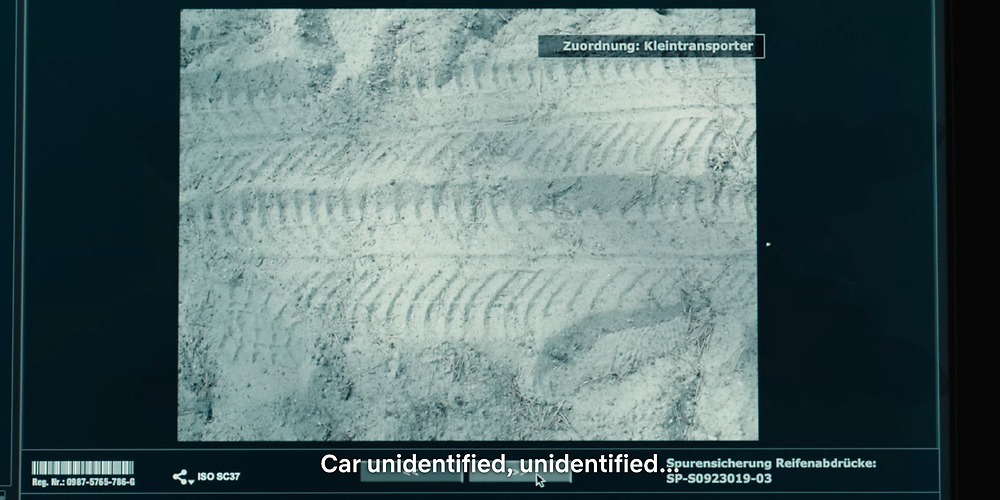 Zuordnung: Kleintransporter
Car unidentified, unidentified...
Spurensicherung Reifenabdrücke:
SP-S0923019-03
ISO SC37
Reg. Nr.: 0987-5765-786-G